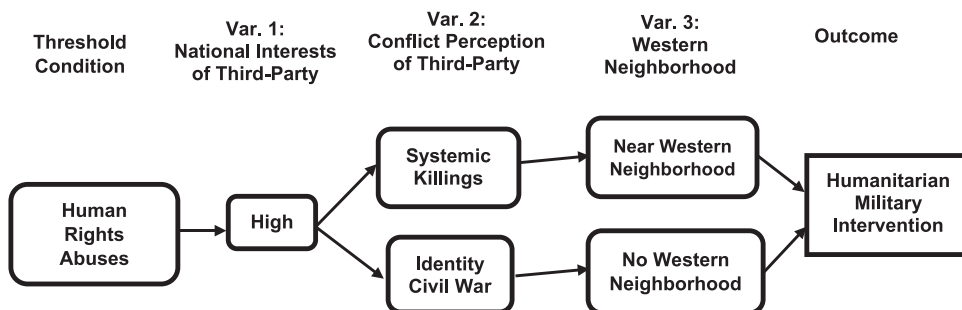 Threshold
Condition
Var. 1:
National Interests
of Third-Party
Var. 2:
Conflict Perception
of Third-Party
Var. 3:
Western
Neighborhood
Outcome
Human
Rights
Abuses
High
Systemic
Killings
Identity
Civil War
Near Western
Neighborhood
No Western
Neighborhood
Humanitarian
Military
Intervention